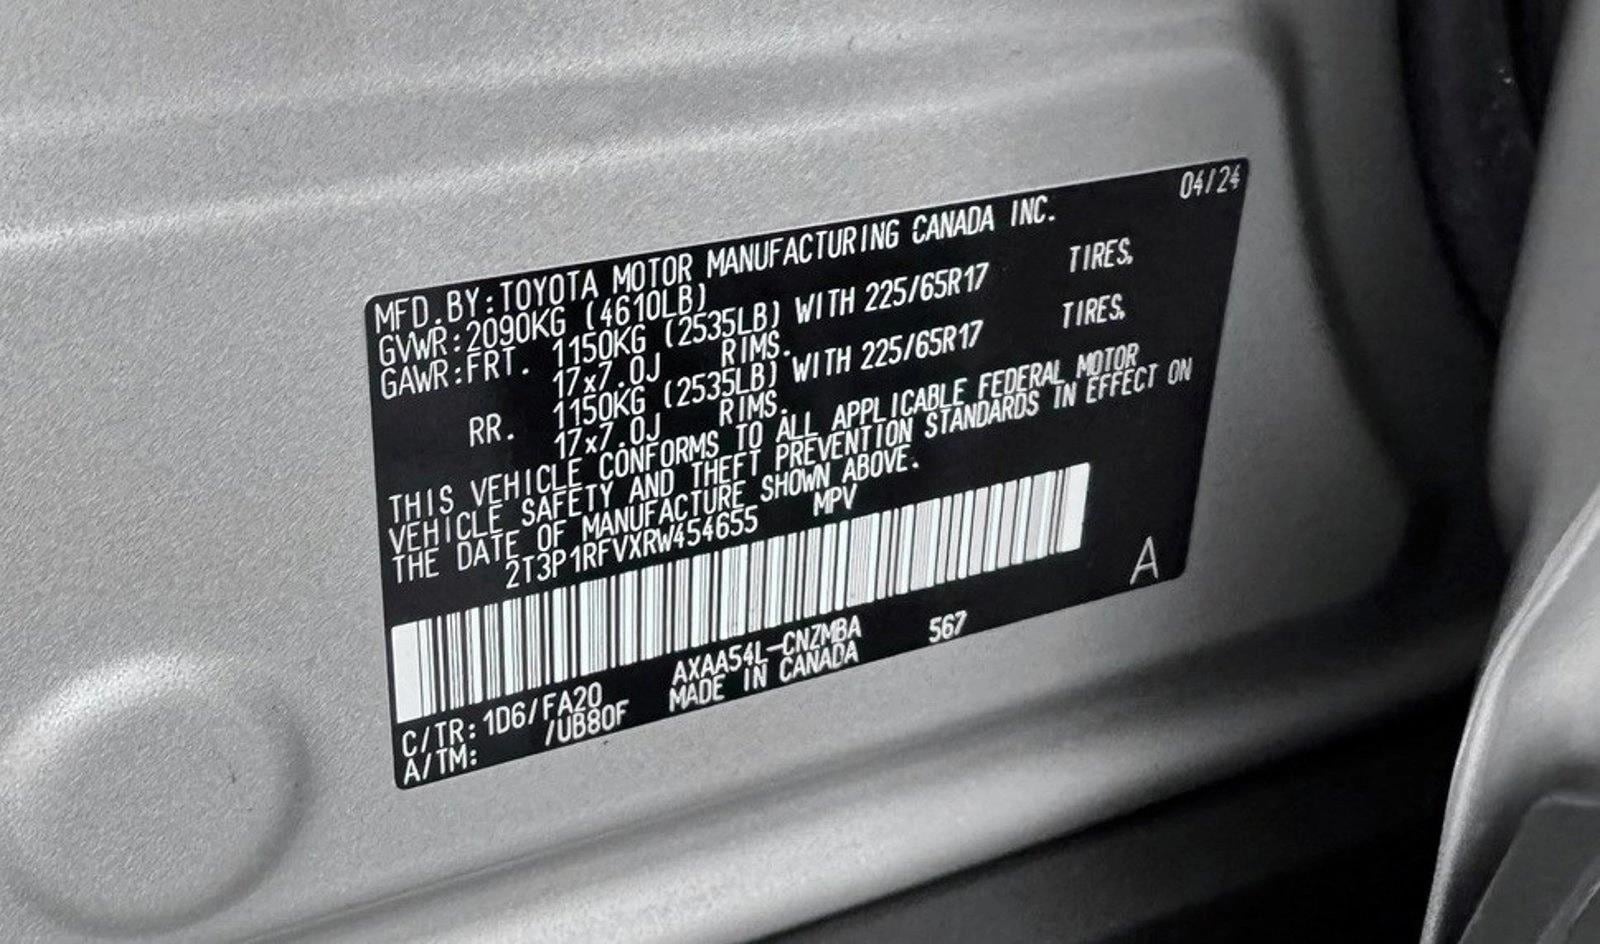 04/24
MFD.BY:TOYOTA MOTOR MANUFACTURING CANADA INC.
GVWR:2090KG (4610LB)
GAWR:FRT. 1150KG (2535LB) WITH 225/65R17 TIRES,
17x7.0J RIMS.
RR. 1150KG (2535LB) WITH 225/65R17 TIRES,
17x7.0J RIMS.
THIS VEHICLE CONFORMS TO ALL APPLICABLE FEDERAL MOTOR
VEHICLE SAFETY AND THEFT PREVENTION STANDARDS IN EFFECT ON
THE DATE OF MANUFACTURE SHOWN ABOVE.
2T3P1RFVXRW454655 MPV
A
C/TR:1D6/FA20 AXAA54L-CNZMBA 567
A/TM: /UB80F MADE IN CANADA